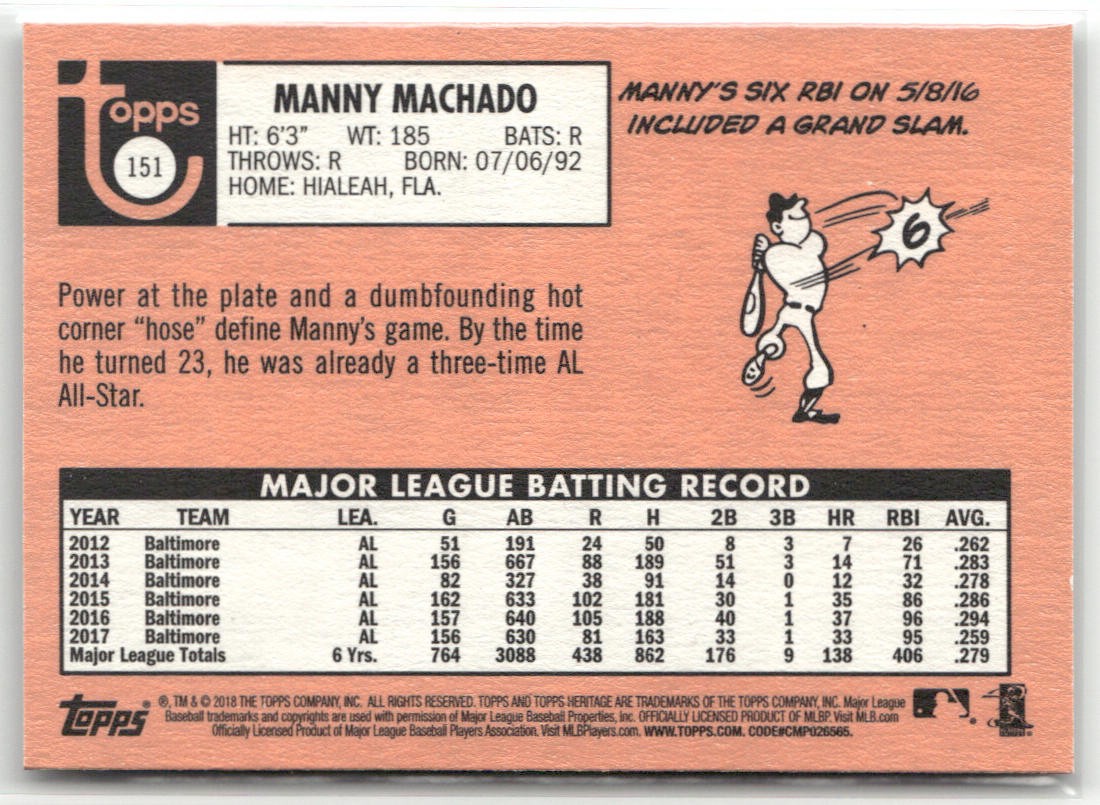 topps
151
MANNY MACHADO
HT: 6'3" WT: 185 BATS: R
THROWS: R BORN: 07/06/92
HOME: HIALEAH, FLA.
MANNY'S SIX RBI ON 5/8/16
INCLUDED A GRAND SLAM.
6
Power at the plate and a dumbfounding hot
corner "hose" define Manny's game. By the time
he turned 23, he was already a three-time AL
All-Star.
MAJOR LEAGUE BATTING RECORD
YEAR TEAM LEA. G AB R H 2B 3B HR RBI AVG.
2012 Baltimore AL 51 191 24 50 8 3 7 26 .262
2013 Baltimore AL 156 667 88 189 51 3 14 71 .283
2014 Baltimore AL 82 327 38 91 14 0 12 32 .278
2015 Baltimore AL 162 633 102 181 30 1 35 86 .286
2016 Baltimore AL 157 640 105 188 40 1 37 96 .294
2017 Baltimore AL 156 630 81 163 33 1 33 95 .259
Major League Totals 6 Yrs. 764 3088 438 862 176 9 138 406 .279
topps® ®, TM & © 2018 THE TOPPS COMPANY, INC. ALL RIGHTS RESERVED. TOPPS AND TOPPS HERITAGE ARE TRADEMARKS OF THE TOPPS COMPANY, INC. Major League
Baseball trademarks and copyrights are used with permission of Major League Baseball Properties, Inc. OFFICIALLY LICENSED PRODUCT OF MLBP. Visit MLB.com
Officially Licensed Product of Major League Baseball Players Association. Visit MLBPlayers.com. WWW.TOPPS.COM. CODE#CMP026565.